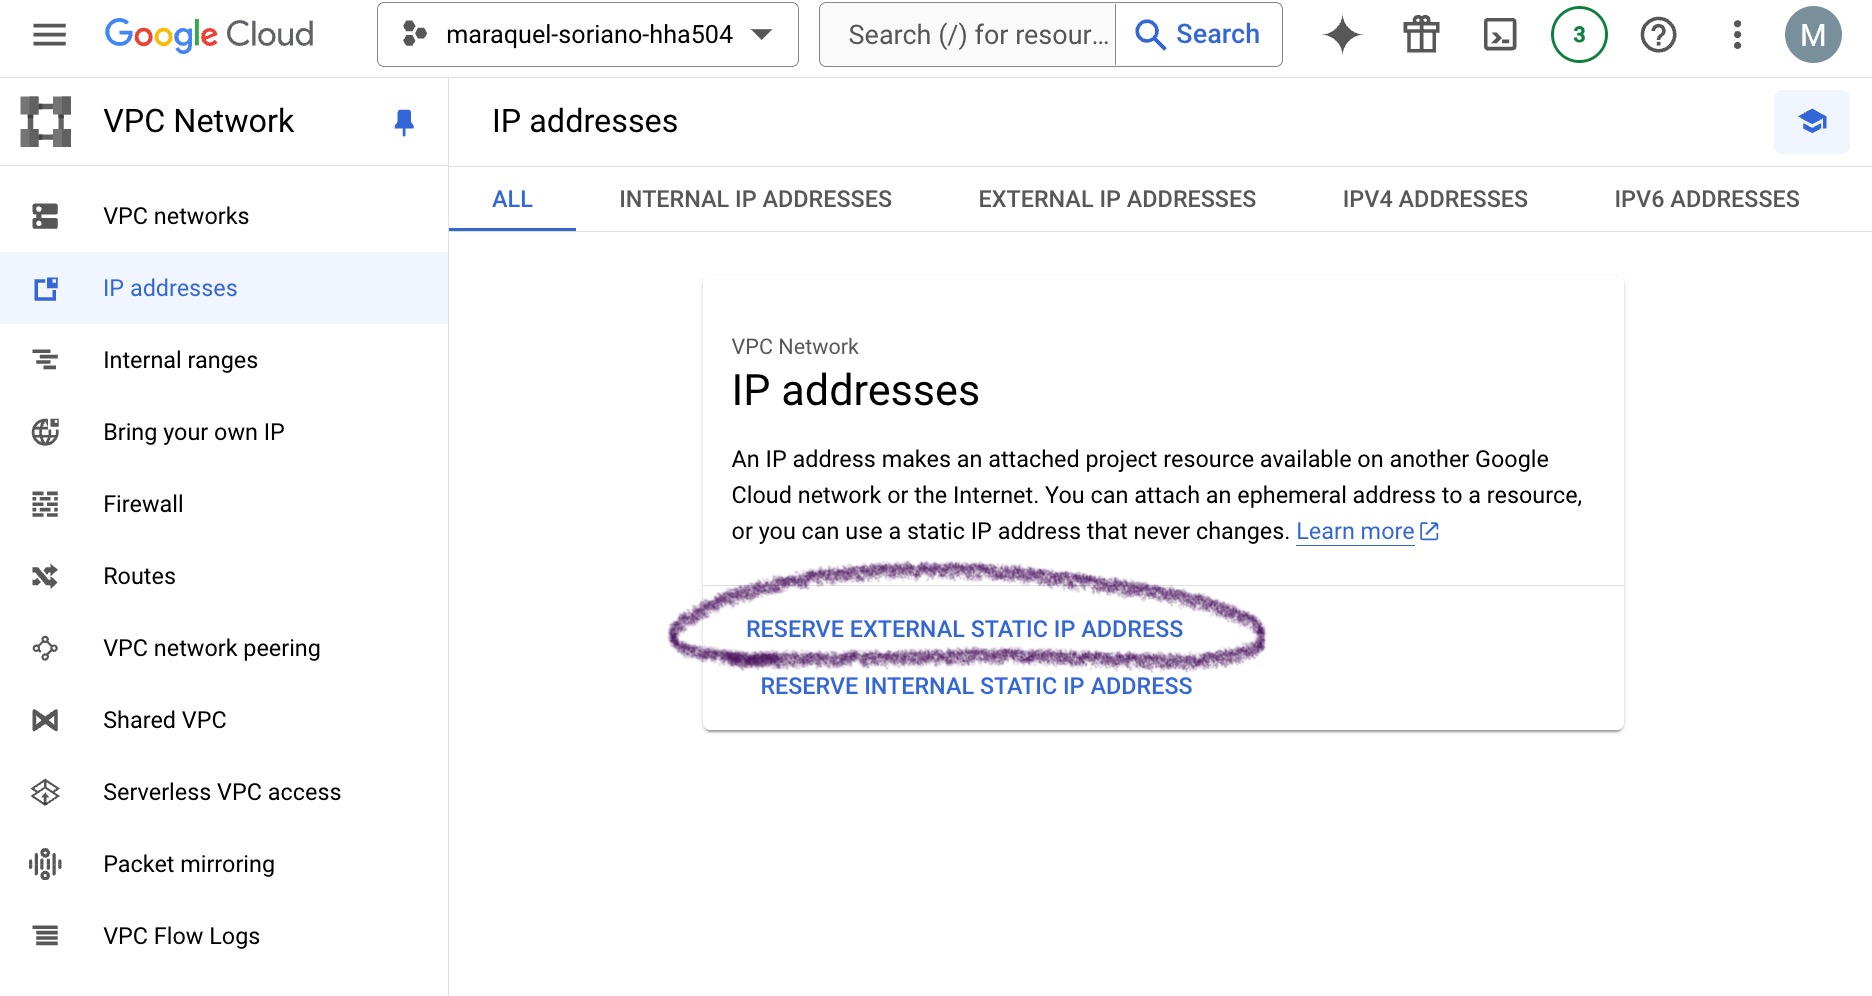 Google Cloud
maraquel-soriano-hha504
Search (/) for resour...
Search
3
M
VPC Network
IP addresses
VPC networks
IP addresses
Internal ranges
Bring your own IP
Firewall
Routes
VPC network peering
Shared VPC
Serverless VPC access
Packet mirroring
VPC Flow Logs
ALL
INTERNAL IP ADDRESSES
EXTERNAL IP ADDRESSES
IPV4 ADDRESSES
IPV6 ADDRESSES
VPC Network
IP addresses
An IP address makes an attached project resource available on another Google
Cloud network or the Internet. You can attach an ephemeral address to a resource,
or you can use a static IP address that never changes. Learn more
RESERVE EXTERNAL STATIC IP ADDRESS
RESERVE INTERNAL STATIC IP ADDRESS